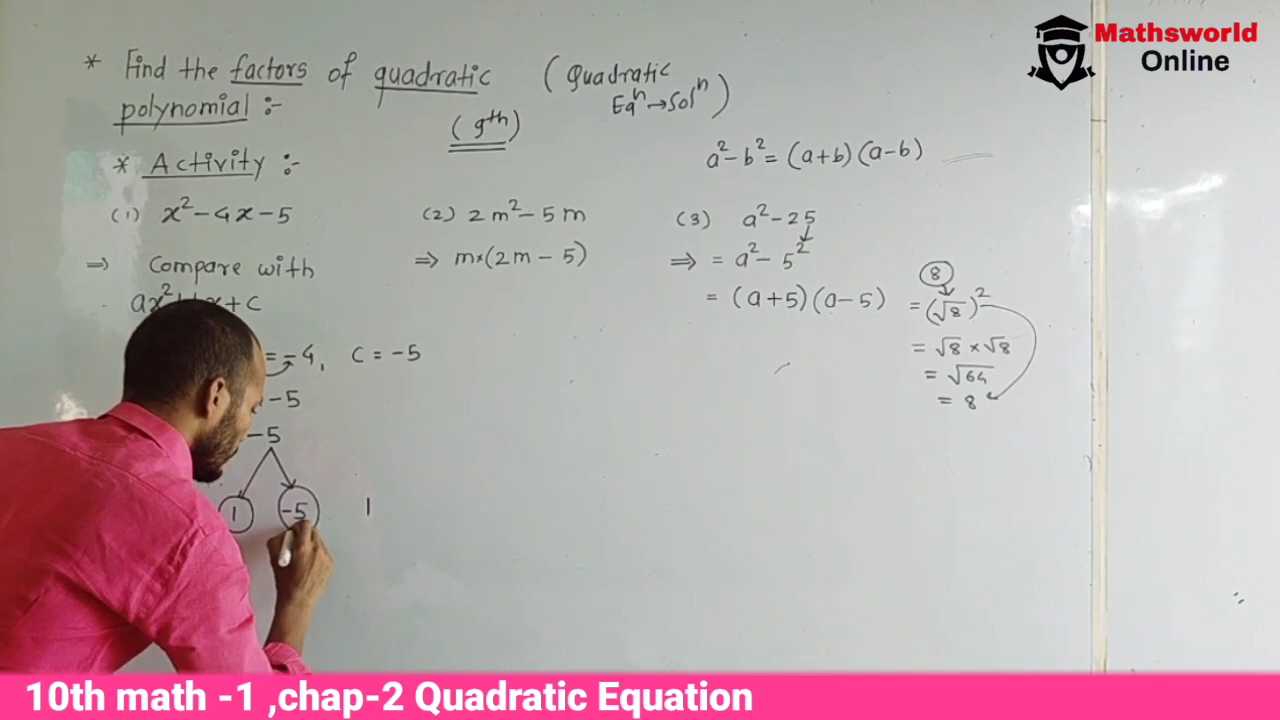 Mathsworld
Online
* Find the factors of quadratic (Quadratic
Eqⁿ→Solⁿ)
polynomial :-
(9th)
* Activity :-
a²-b²=(a+b)(a-b)
(1) x²-4x-5
(2) 2m²-5m
(3) a²-25
⇒ Compare with
⇒ m×(2m-5)
⇒ = a²-5²
ax² +c
= (a+5)(a-5)
8
= (√8)²
= √8 × √8
= √64
= 8
=-4, c=-5
-5
-5
1 -5 1
10th math -1 ,chap-2 Quadratic Equation